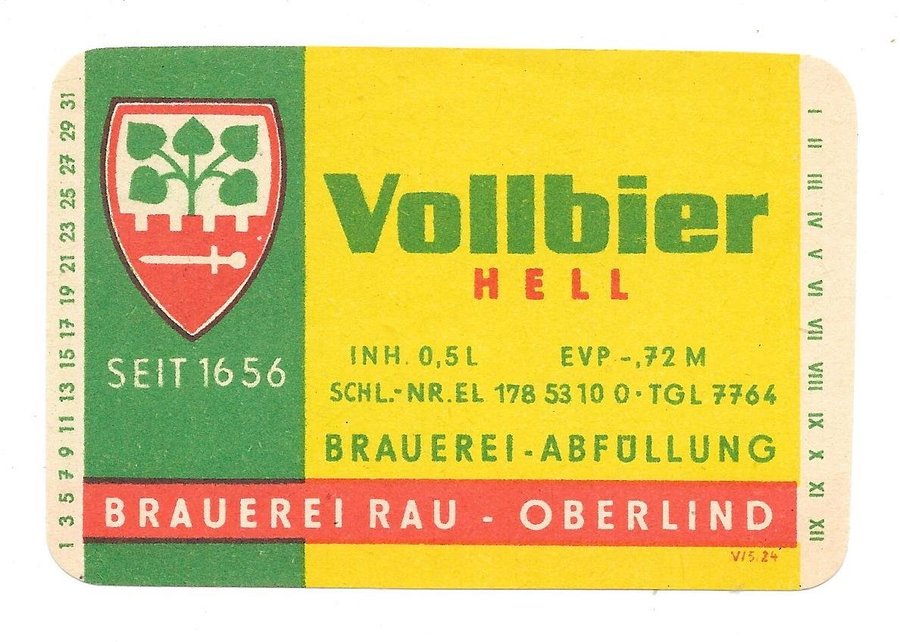 1 3 5 7 9 11 13 15 17 19 21 23 25 27 29 31
SEIT 1656
Vollbier
HELL
INH. 0,5 L EVP -,72 M
SCHL.-NR. EL 178 53 10 0 · TGL 7764
BRAUEREI-ABFÜLLUNG
BRAUEREI RAU - OBERLIND
V/5 24
I II III IV V VI VII VIII IX X XI XII